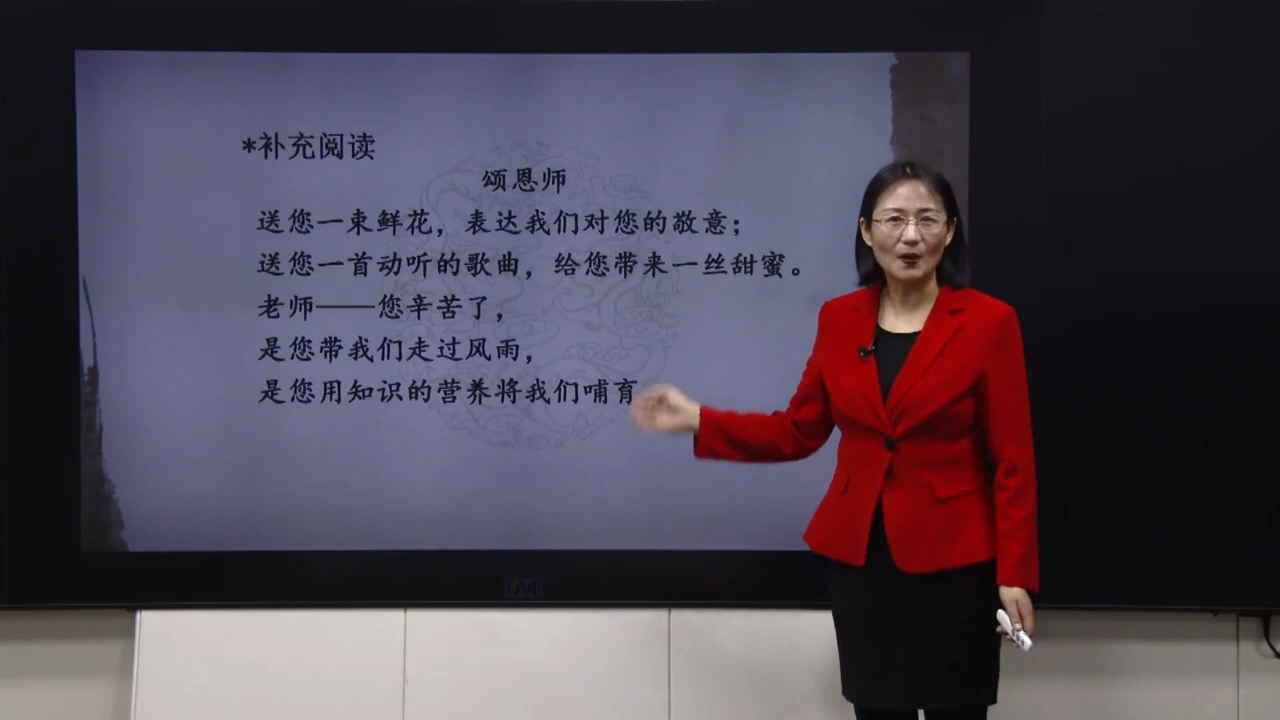 *补充阅读
颂恩师
送您一束鲜花，表达我们对您的敬意；
送您一首动听的歌曲，给您带来一丝甜蜜。
老师——您辛苦了，
是您带我们走过风雨，
是您用知识的营养将我们哺育